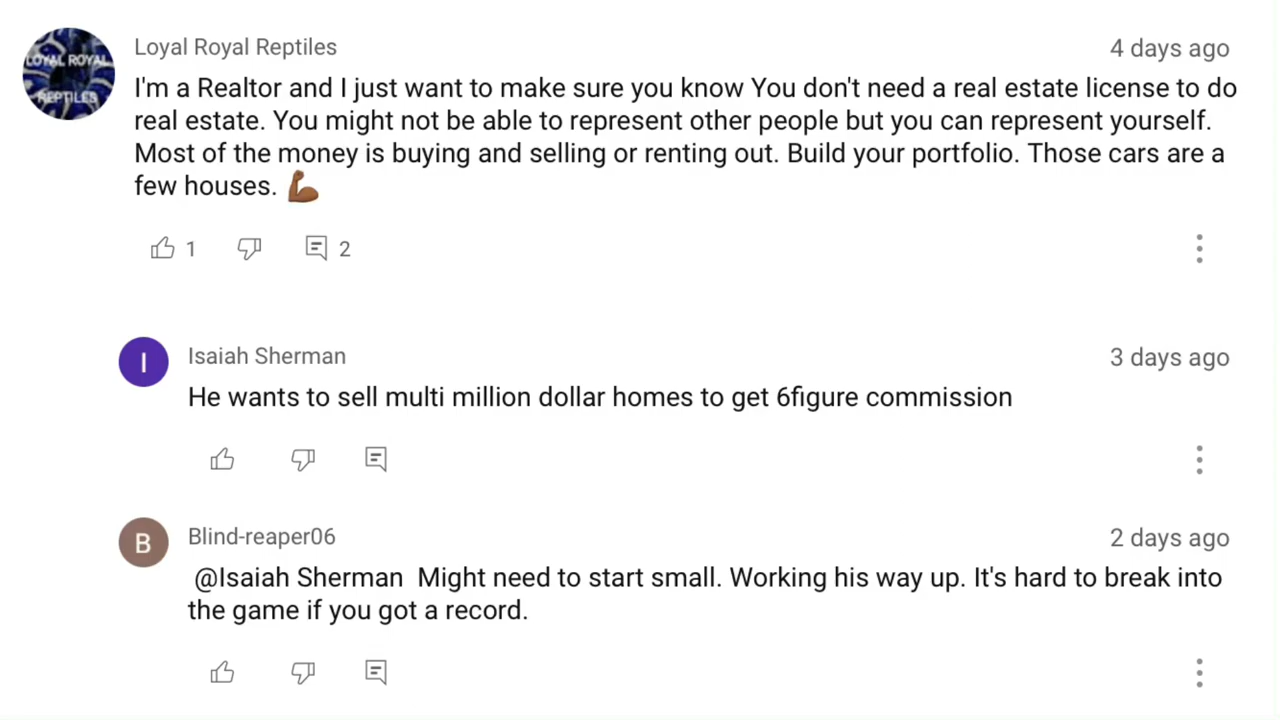 LOYAL ROYAL
REPTILES
Loyal Royal Reptiles
4 days ago
I'm a Realtor and I just want to make sure you know You don't need a real estate license to do
real estate. You might not be able to represent other people but you can represent yourself.
Most of the money is buying and selling or renting out. Build your portfolio. Those cars are a
few houses. 💪🏾
1
2
I
Isaiah Sherman
3 days ago
He wants to sell multi million dollar homes to get 6figure commission
B
Blind-reaper06
2 days ago
@Isaiah Sherman Might need to start small. Working his way up. It's hard to break into
the game if you got a record.